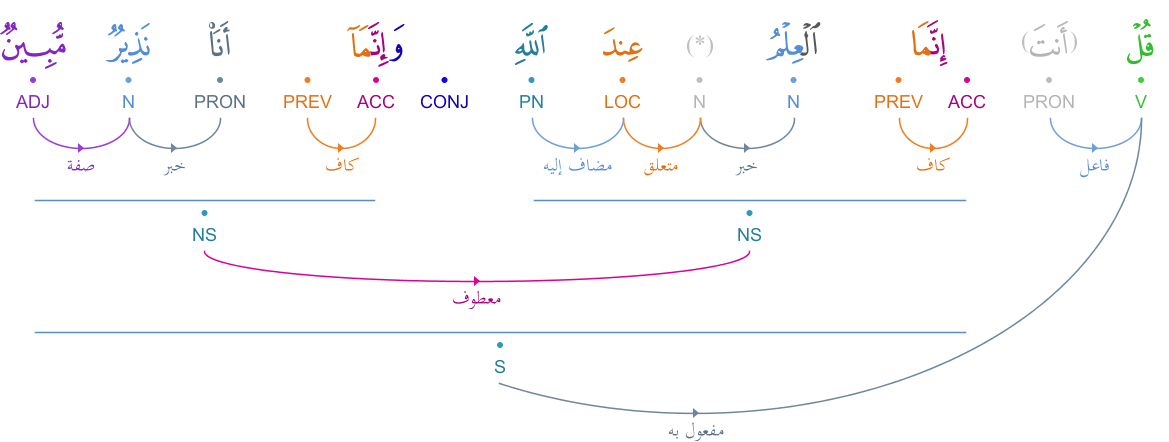 قُلْ (أَنتَ) إِنَّمَا ٱلْعِلْمُ (*) عِندَ ٱللَّهِ وَإِنَّمَآ أَنَا۠ نَذِيرٌ مُّبِينٌ
V PRON ACC PREV N N LOC PN CONJ ACC PREV PRON N ADJ
فاعل كاف خبر متعلق مضاف إليه كاف خبر صفة
NS NS
معطوف
S
مفعول به